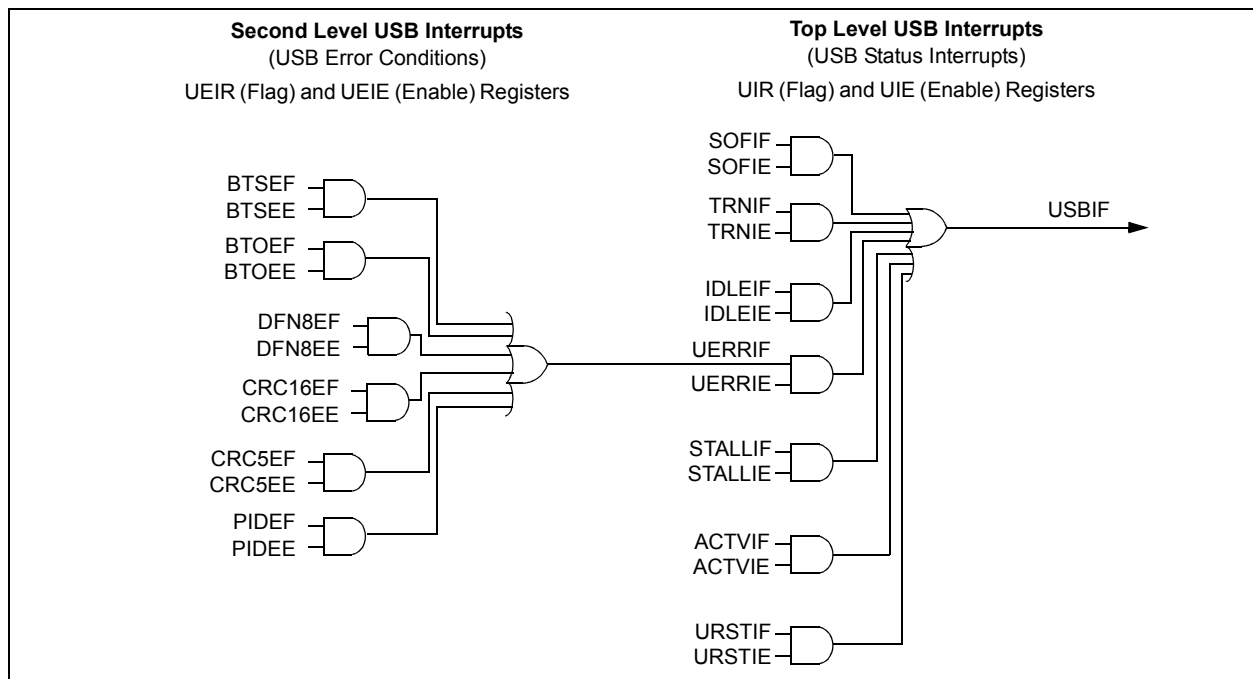 Second Level USB Interrupts
(USB Error Conditions)
UEIR (Flag) and UEIE (Enable) Registers
BTSEF
BTSEE
BTOEF
BTOEE
DFN8EF
DFN8EE
CRC16EF
CRC16EE
CRC5EF
CRC5EE
PIDEF
PIDEE
Top Level USB Interrupts
(USB Status Interrupts)
UIR (Flag) and UIE (Enable) Registers
SOFIF
SOFIE
TRNIF
TRNIE
IDLEIF
IDLEIE
UERRIF
UERRIE
STALLIF
STALLIE
ACTVIF
ACTVIE
URSTIF
URSTIE
USBIF